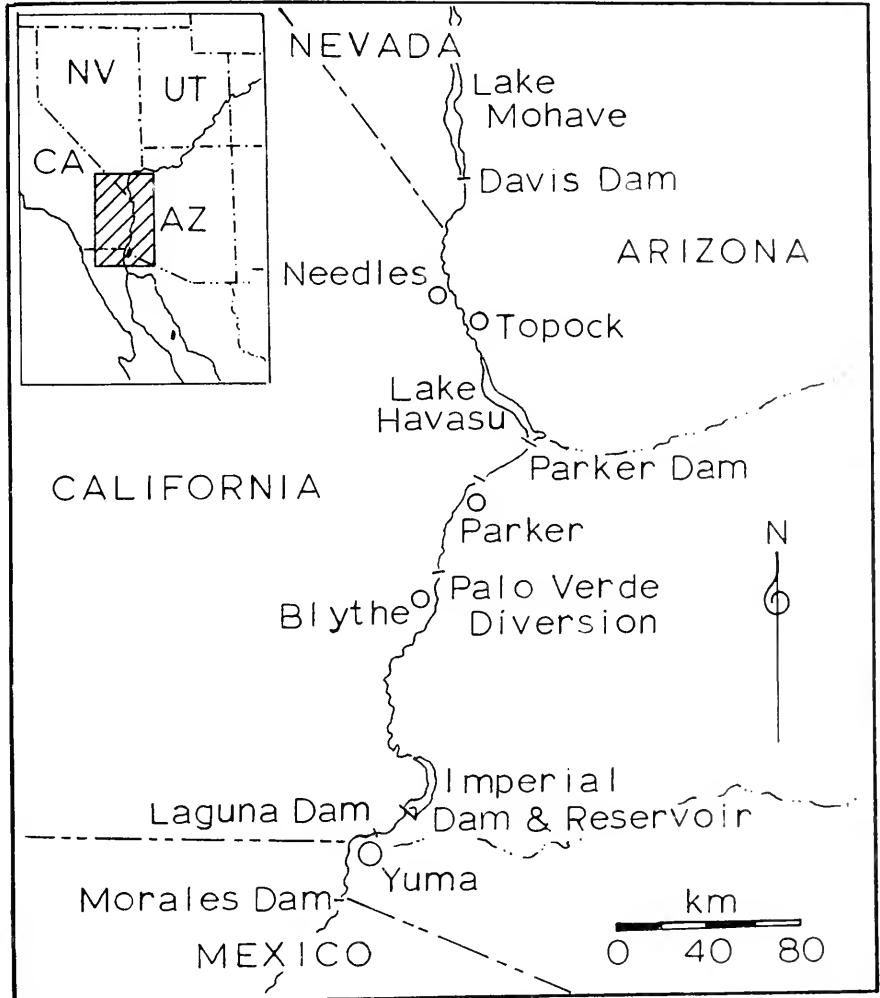 NV
UT
CA
AZ
NEVADA
Lake
Mohave
Davis Dam
ARIZONA
Needles
Topock
Lake
Havasu
Parker Dam
CALIFORNIA
Parker
N
Palo Verde
Diversion
Blythe
Imperial
Dam & Reservoir
Laguna Dam
Yuma
Morales Dam
MEXICO
km
0 40 80